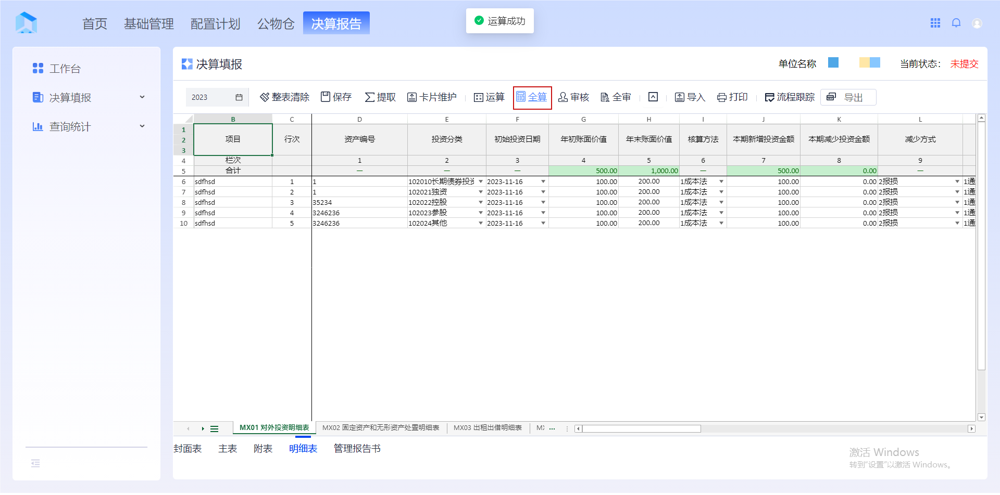 首页 基础管理 配置计划 公物仓 决算报告
运算成功
工作台
决算填报
查询统计
决算填报
单位名称
当前状态： 未提交
2023 整表清除 保存 提取 卡片维护 运算 全算 审核 全审 导入 打印 流程跟踪 导出
B C D E F G H I J K L
1
2 项目 行次 资产编号 投资分类 初始投资日期 年初账面价值 年末账面价值 核算方法 本期新增投资金额 本期减少投资金额 减少方式
3
4 栏次 1 2 3 4 5 6 7 8 9
5 合计 — — — 500.00 1,000.00 — 500.00 0.00 —
6 sdfhsd 1 1 102010长期债券投资 2023-11-16 100.00 200.00 1成本法 100.00 0.00 2报损 1通
7 sdfhsd 2 1 102021独资 2023-11-16 100.00 200.00 1成本法 100.00 0.00 2报损 1通
8 sdfhsd 3 35234 102022控股 2023-11-16 100.00 200.00 1成本法 100.00 0.00 2报损 1通
9 sdfhsd 4 3246236 102023参股 2023-11-16 100.00 200.00 1成本法 100.00 0.00 2报损 1通
10 sdfhsd 5 3246236 102024其他 2023-11-16 100.00 200.00 1成本法 100.00 0.00 2报损 1通
MX01 对外投资明细表 MX02 固定资产和无形资产处置明细表 MX03 出租出借明细表 MX ...
封面表 主表 附表 明细表 管理报告书
激活 Windows
转到“设置”以激活 Windows。